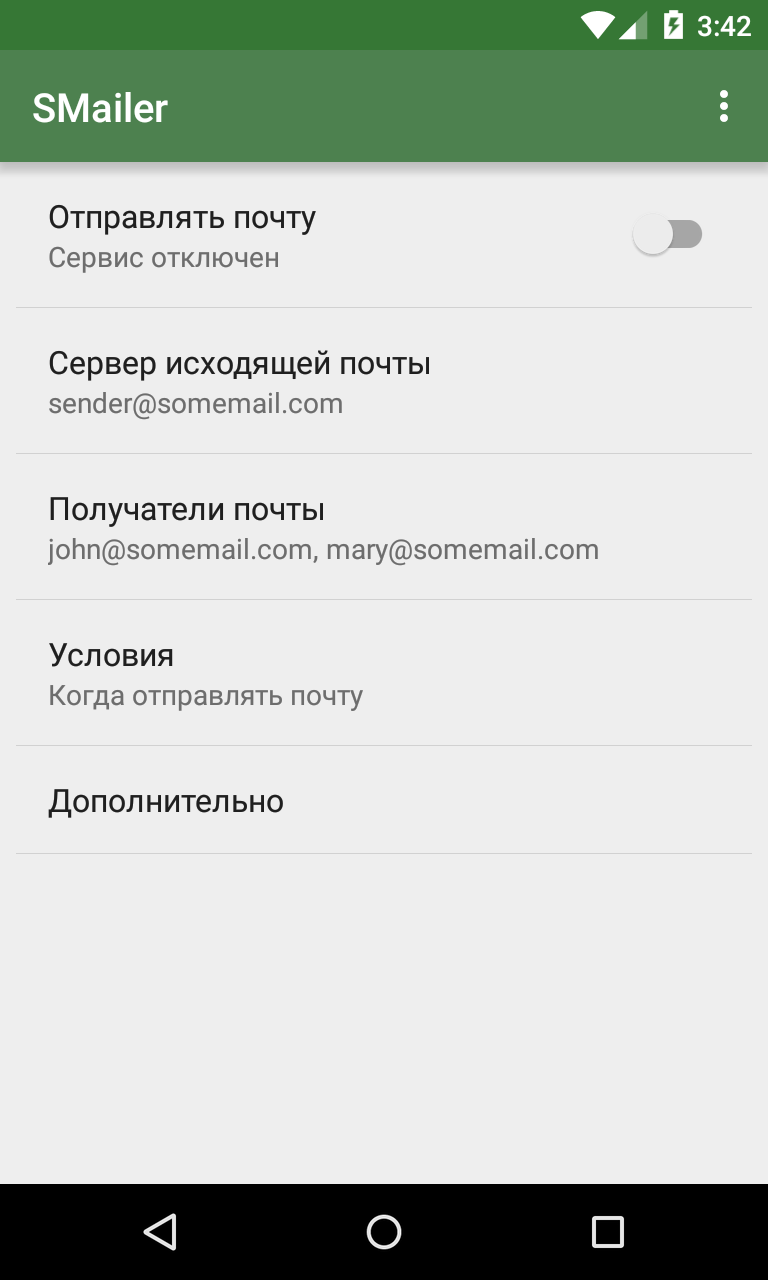 3:42
SMailer
Отправлять почту
Сервис отключен
Сервер исходящей почты
sender@somemail.com
Получатели почты
john@somemail.com, mary@somemail.com
Условия
Когда отправлять почту
Дополнительно